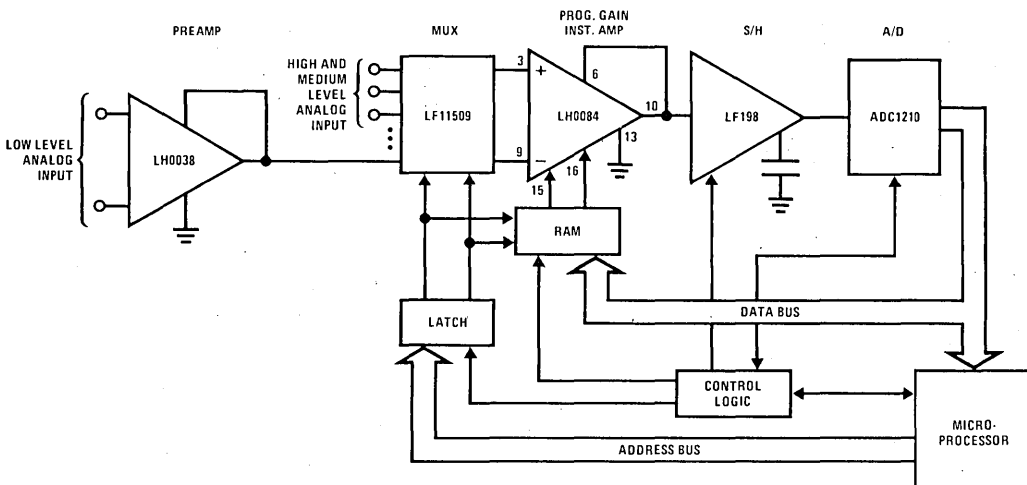 PREAMP
MUX
PROG. GAIN
INST. AMP
S/H
A/D
HIGH AND
MEDIUM
LEVEL
ANALOG
INPUT
LF11509
3
+
6
LH0084
10
13
9
−
15
16
LF198
ADC1210
LOW LEVEL
ANALOG
INPUT
LH0038
RAM
LATCH
DATA BUS
CONTROL
LOGIC
MICRO-
PROCESSOR
ADDRESS BUS